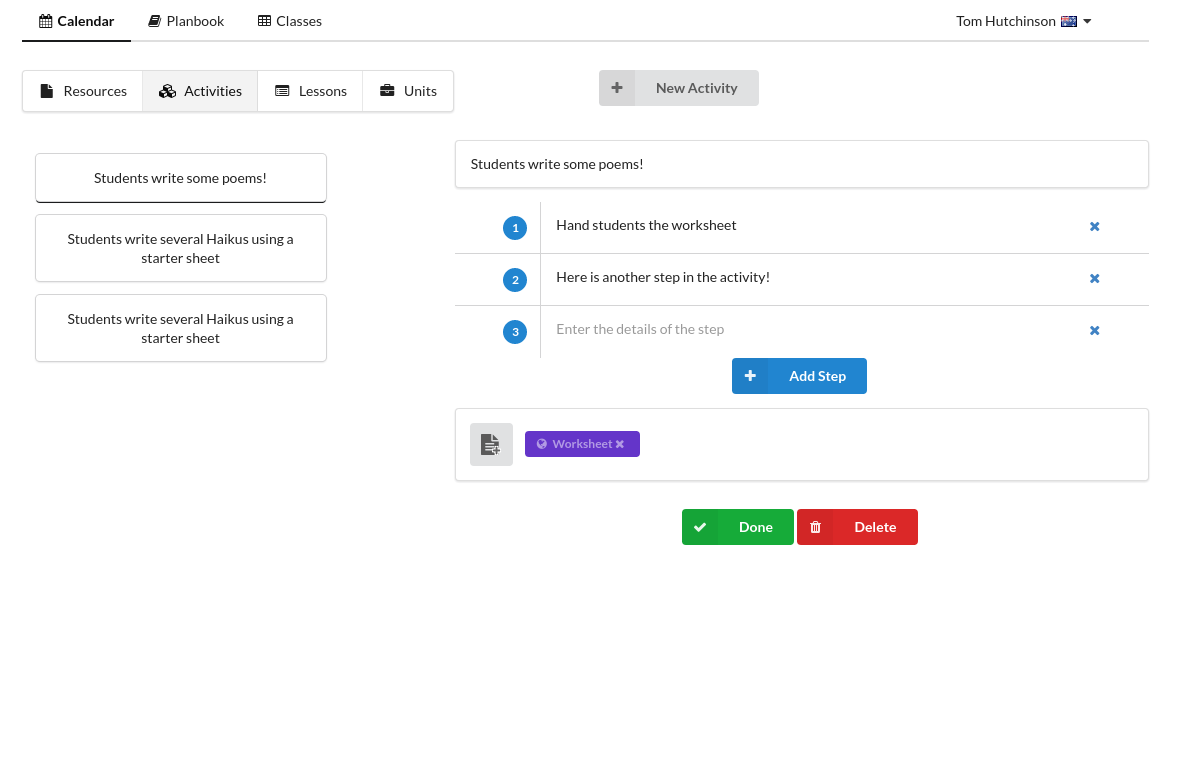 Calendar Planbook Classes Tom Hutchinson
Resources Activities Lessons Units New Activity
Students write some poems!
Students write several Haikus using a
starter sheet
Students write several Haikus using a
starter sheet
Students write some poems!
1 Hand students the worksheet
2 Here is another step in the activity!
3 Enter the details of the step
Add Step
Worksheet
Done Delete